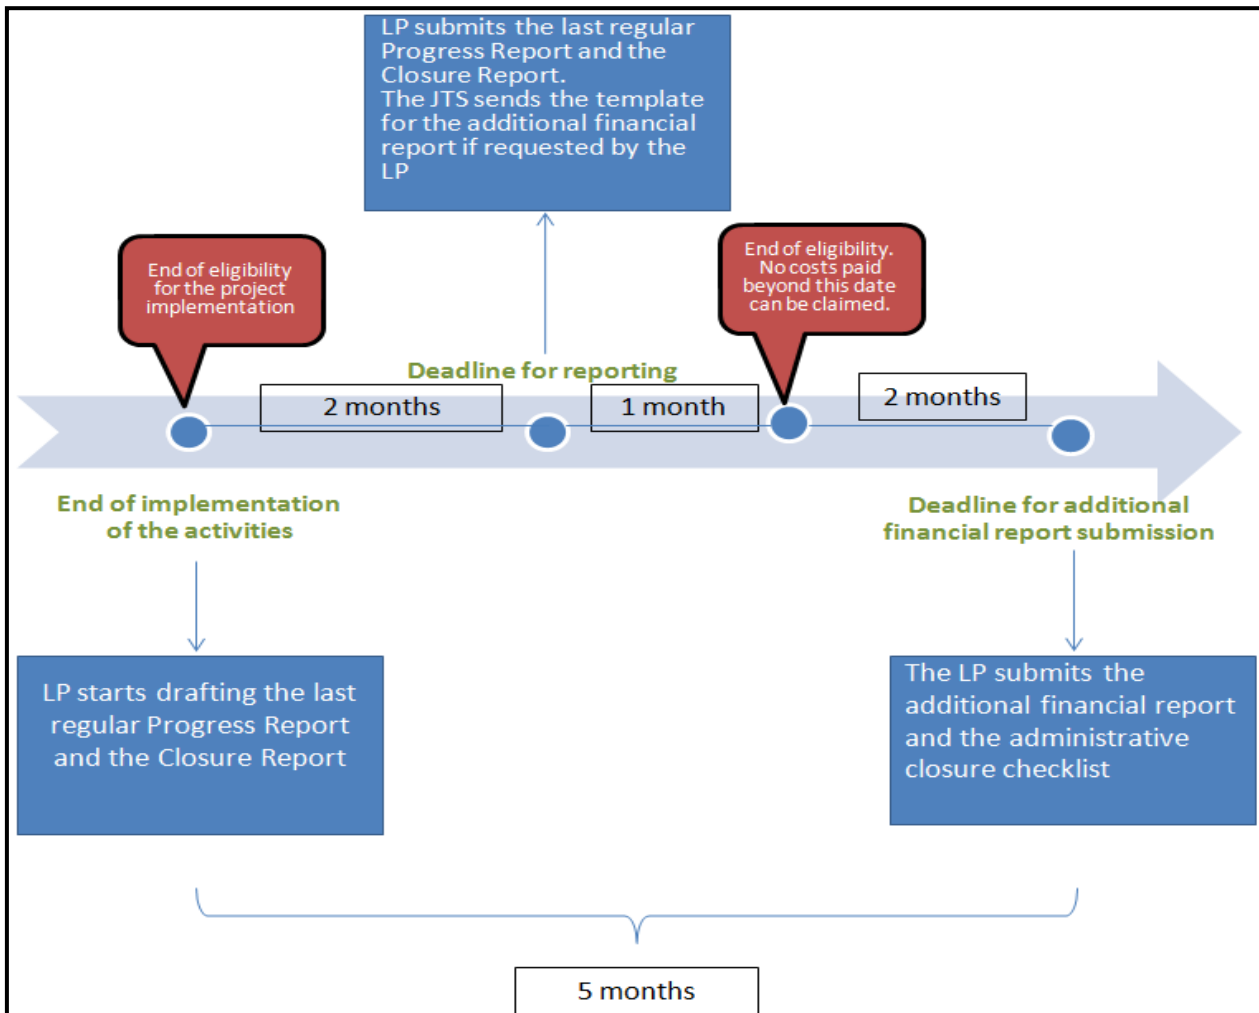 LP submits the last regular
Progress Report and the
Closure Report.
The JTS sends the template
for the additional financial
report if requested by the
LP
End of eligibility
for the project
implementation
End of eligibility.
No costs paid
beyond this date
can be claimed.
Deadline for reporting
2 months
1 month
2 months
End of implementation
of the activities
Deadline for additional
financial report submission
LP starts drafting the last
regular Progress Report
and the Closure Report
The LP submits the
additional financial report
and the administrative
closure checklist
5 months